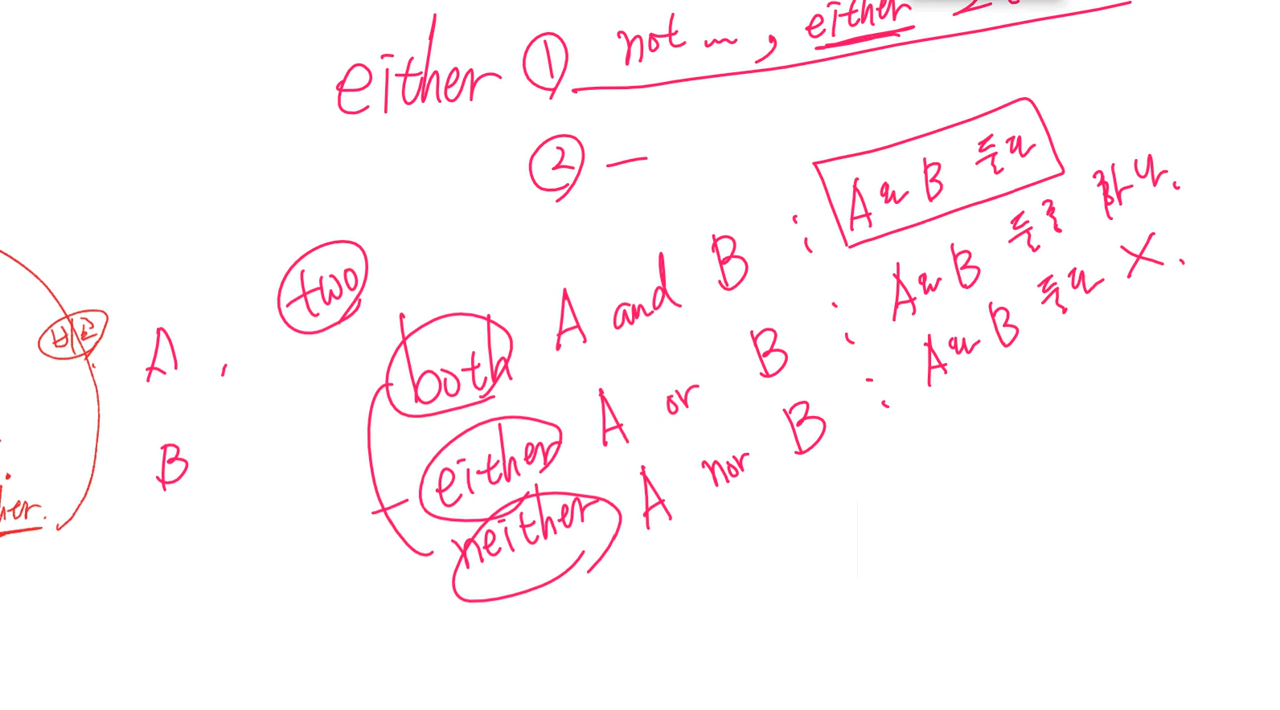 either ① not ~, either
② —
two
비교
A,
B
both A and B : A와 B 둘다
either A or B : A와 B 둘중 하나.
neither A nor B : A와 B 둘다 X.